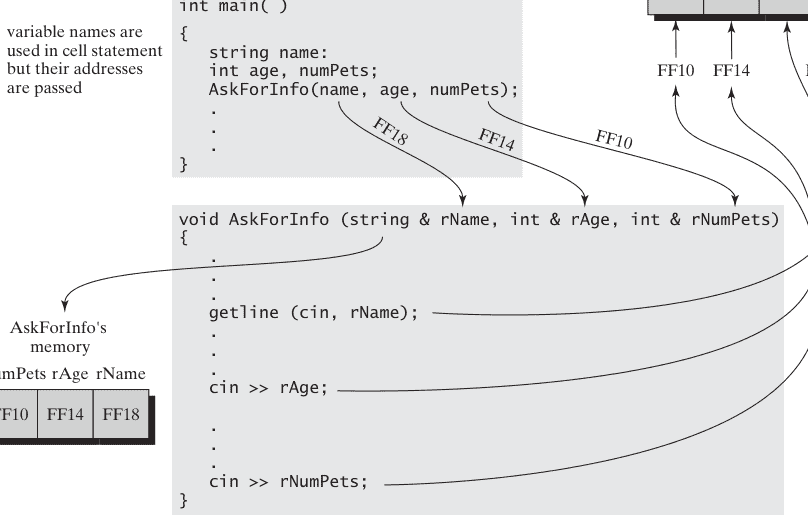 int main( )
variable names are
used in cell statement
but their addresses
are passed
{
string name:
int age, numPets;
AskForInfo(name, age, numPets);
.
.
.
}
FF10 FF14
FF18 FF14 FF10
void AskForInfo (string & rName, int & rAge, int & rNumPets)
{
.
.
.
getline (cin, rName);
.
.
.
cin >> rAge;
.
.
.
cin >> rNumPets;
}
AskForInfo's
memory
rAge rName
FF14 FF18